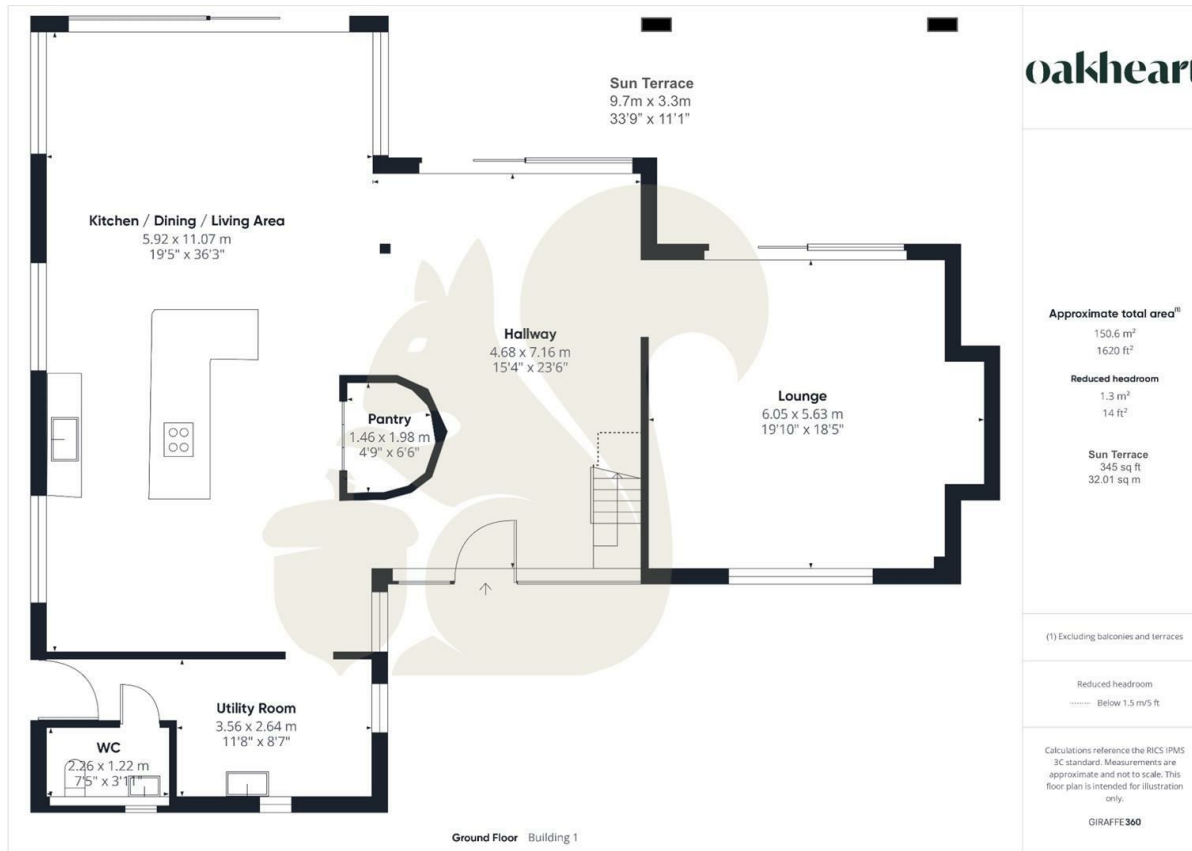 Sun Terrace
9.7m x 3.3m
33'9" x 11'1"
Kitchen / Dining / Living Area
5.92 x 11.07 m
19'5" x 36'3"
Hallway
4.68 x 7.16 m
15'4" x 23'6"
Pantry
1.46 x 1.98 m
4'9" x 6'6"
Lounge
6.05 x 5.63 m
19'10" x 18'5"
Utility Room
3.56 x 2.64 m
11'8" x 8'7"
WC
2.26 x 1.22 m
7'5" x 3'11"
Ground Floor Building 1
oakheart
Approximate total area(1)
150.6 m²
1620 ft²
Reduced headroom
1.3 m²
14 ft²
Sun Terrace
345 sq ft
32.01 sq m
(1) Excluding balconies and terraces
Reduced headroom
Below 1.5 m/5 ft
Calculations reference the RICS IPMS
3C standard. Measurements are
approximate and not to scale. This
floor plan is intended for illustration
only.
GIRAFFE360